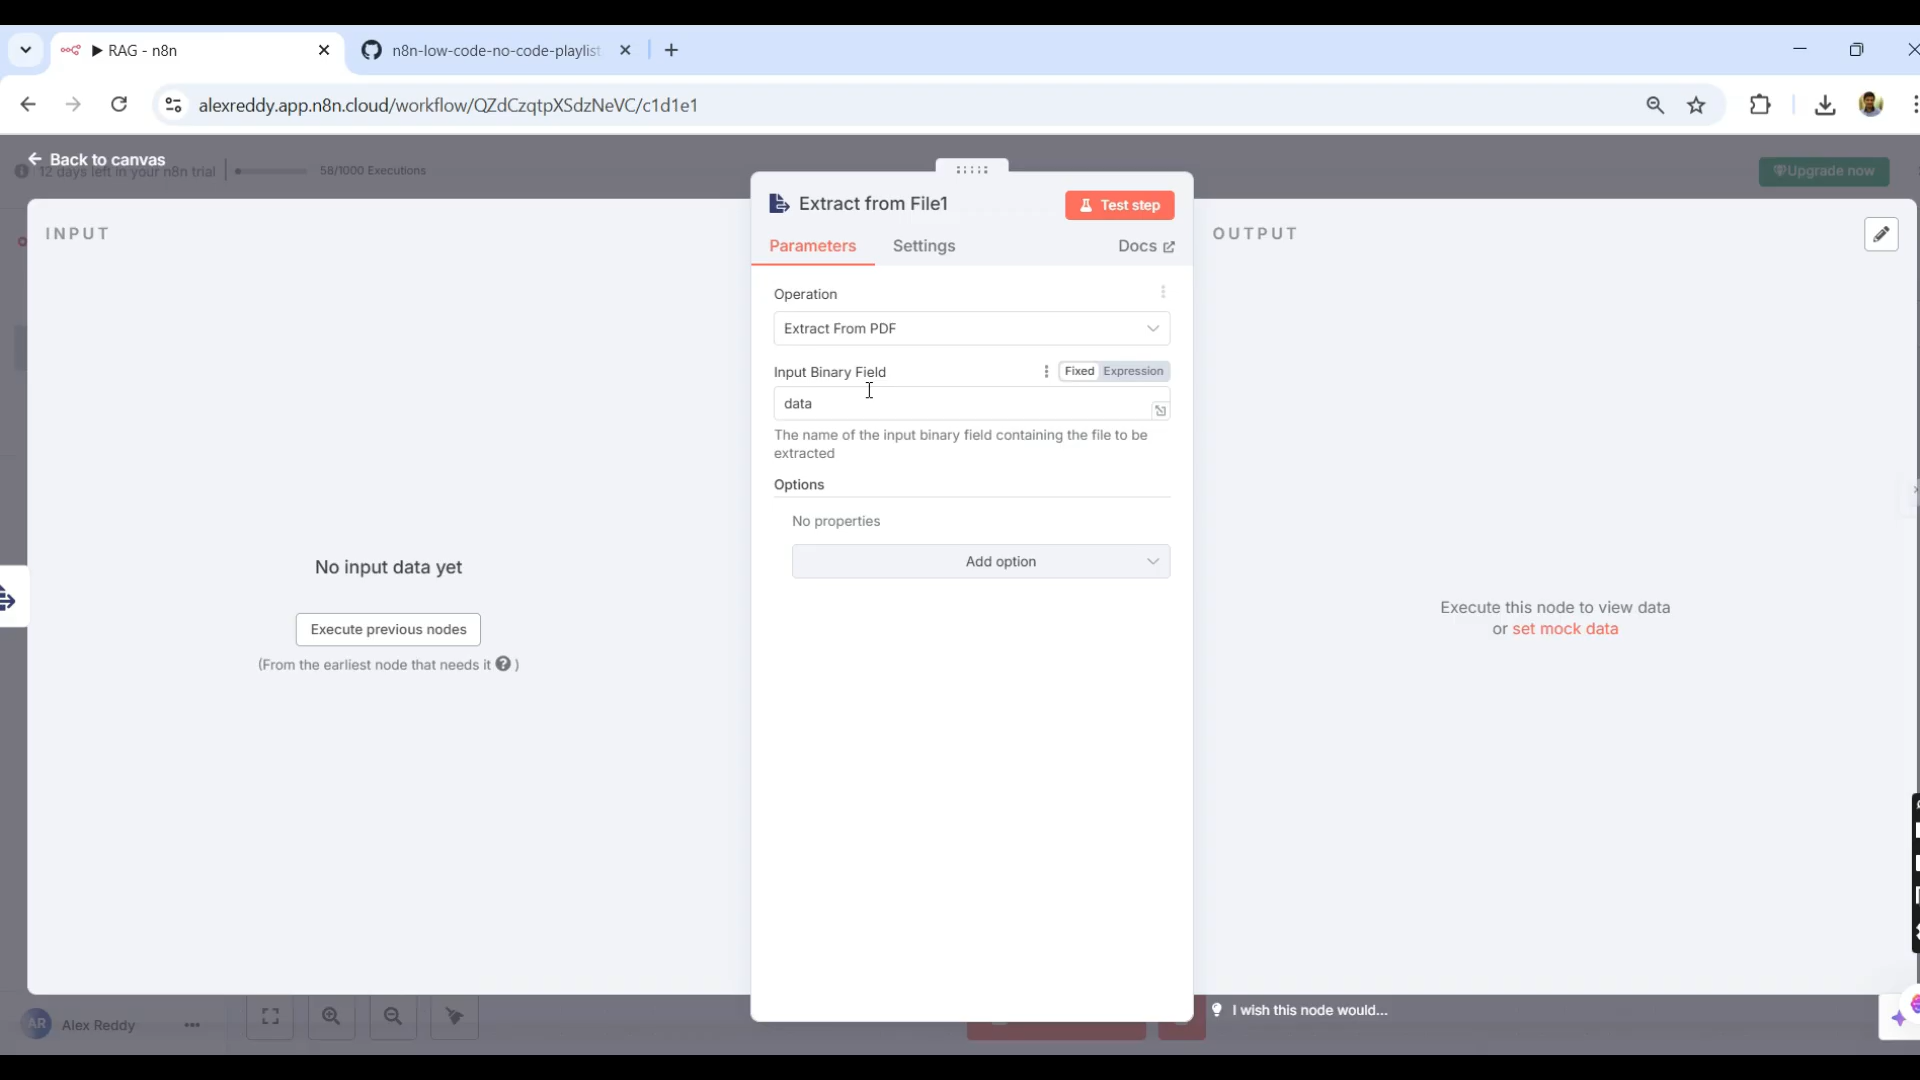 RAG - n8n
n8n-low-code-no-code-playlist
alexreddy.app.n8n.cloud/workflow/QZdCzqtpXSdzNeVC/c1d1e1
Back to canvas
12 days left in your n8n trial
58/1000 Executions
Upgrade now
INPUT
Extract from File1
Test step
OUTPUT
Parameters
Settings
Docs
Operation
Extract From PDF
Input Binary Field
Fixed
Expression
data
The name of the input binary field containing the file to be
extracted
Options
No properties
Add option
No input data yet
Execute previous nodes
(From the earliest node that needs it ? )
Execute this node to view data
or set mock data
AR
Alex Reddy
I wish this node would...